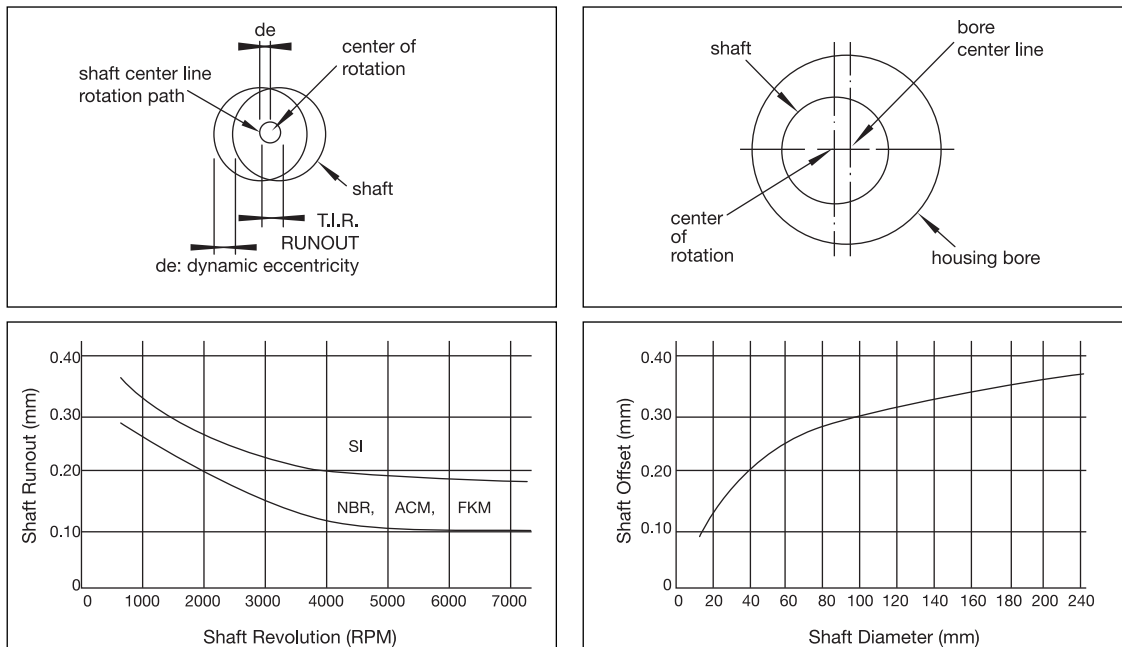 de
center of
rotation
shaft center line
rotation path
shaft
T.I.R.
RUNOUT
de: dynamic eccentricity
bore
center line
shaft
center
of
rotation
housing bore
Shaft Runout (mm)
0.40
0.30
0.20
0.10
0
SI
NBR, ACM, FKM
0 1000 2000 3000 4000 5000 6000 7000
Shaft Revolution (RPM)
Shaft Offset (mm)
0.40
0.30
0.20
0.10
0
0 20 40 60 80 100 120 140 160 180 200 220 240
Shaft Diameter (mm)